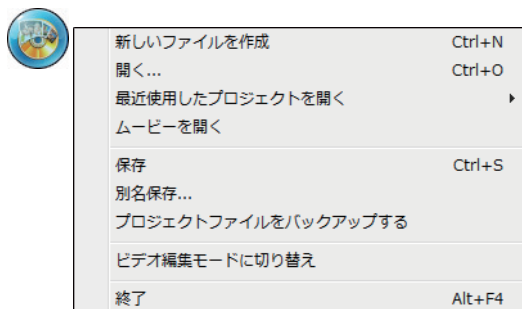 新しいファイルを作成 Ctrl+N
開く... Ctrl+O
最近使用したプロジェクトを開く
ムービーを開く
保存 Ctrl+S
別名保存...
プロジェクトファイルをバックアップする
ビデオ編集モードに切り替え
終了 Alt+F4